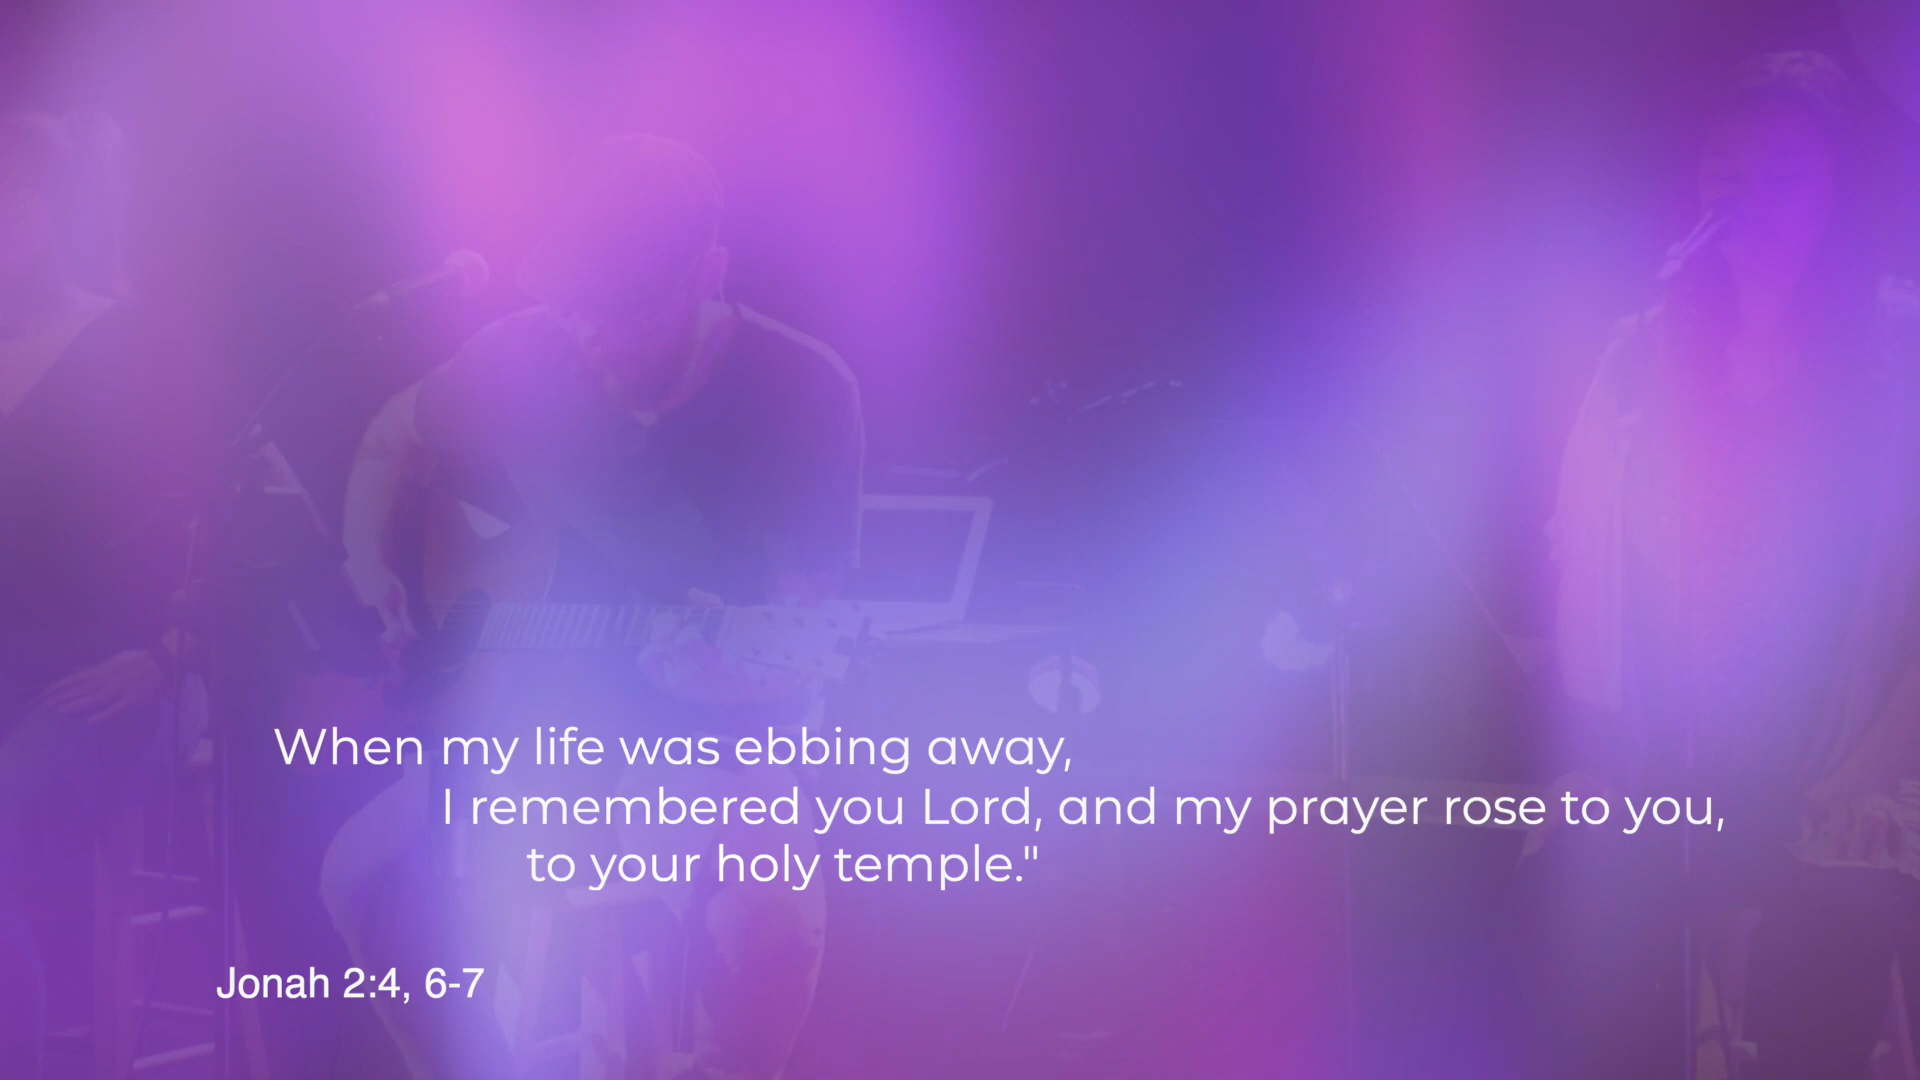 When my life was ebbing away,
I remembered you Lord, and my prayer rose to you,
to your holy temple."
Jonah 2:4, 6-7